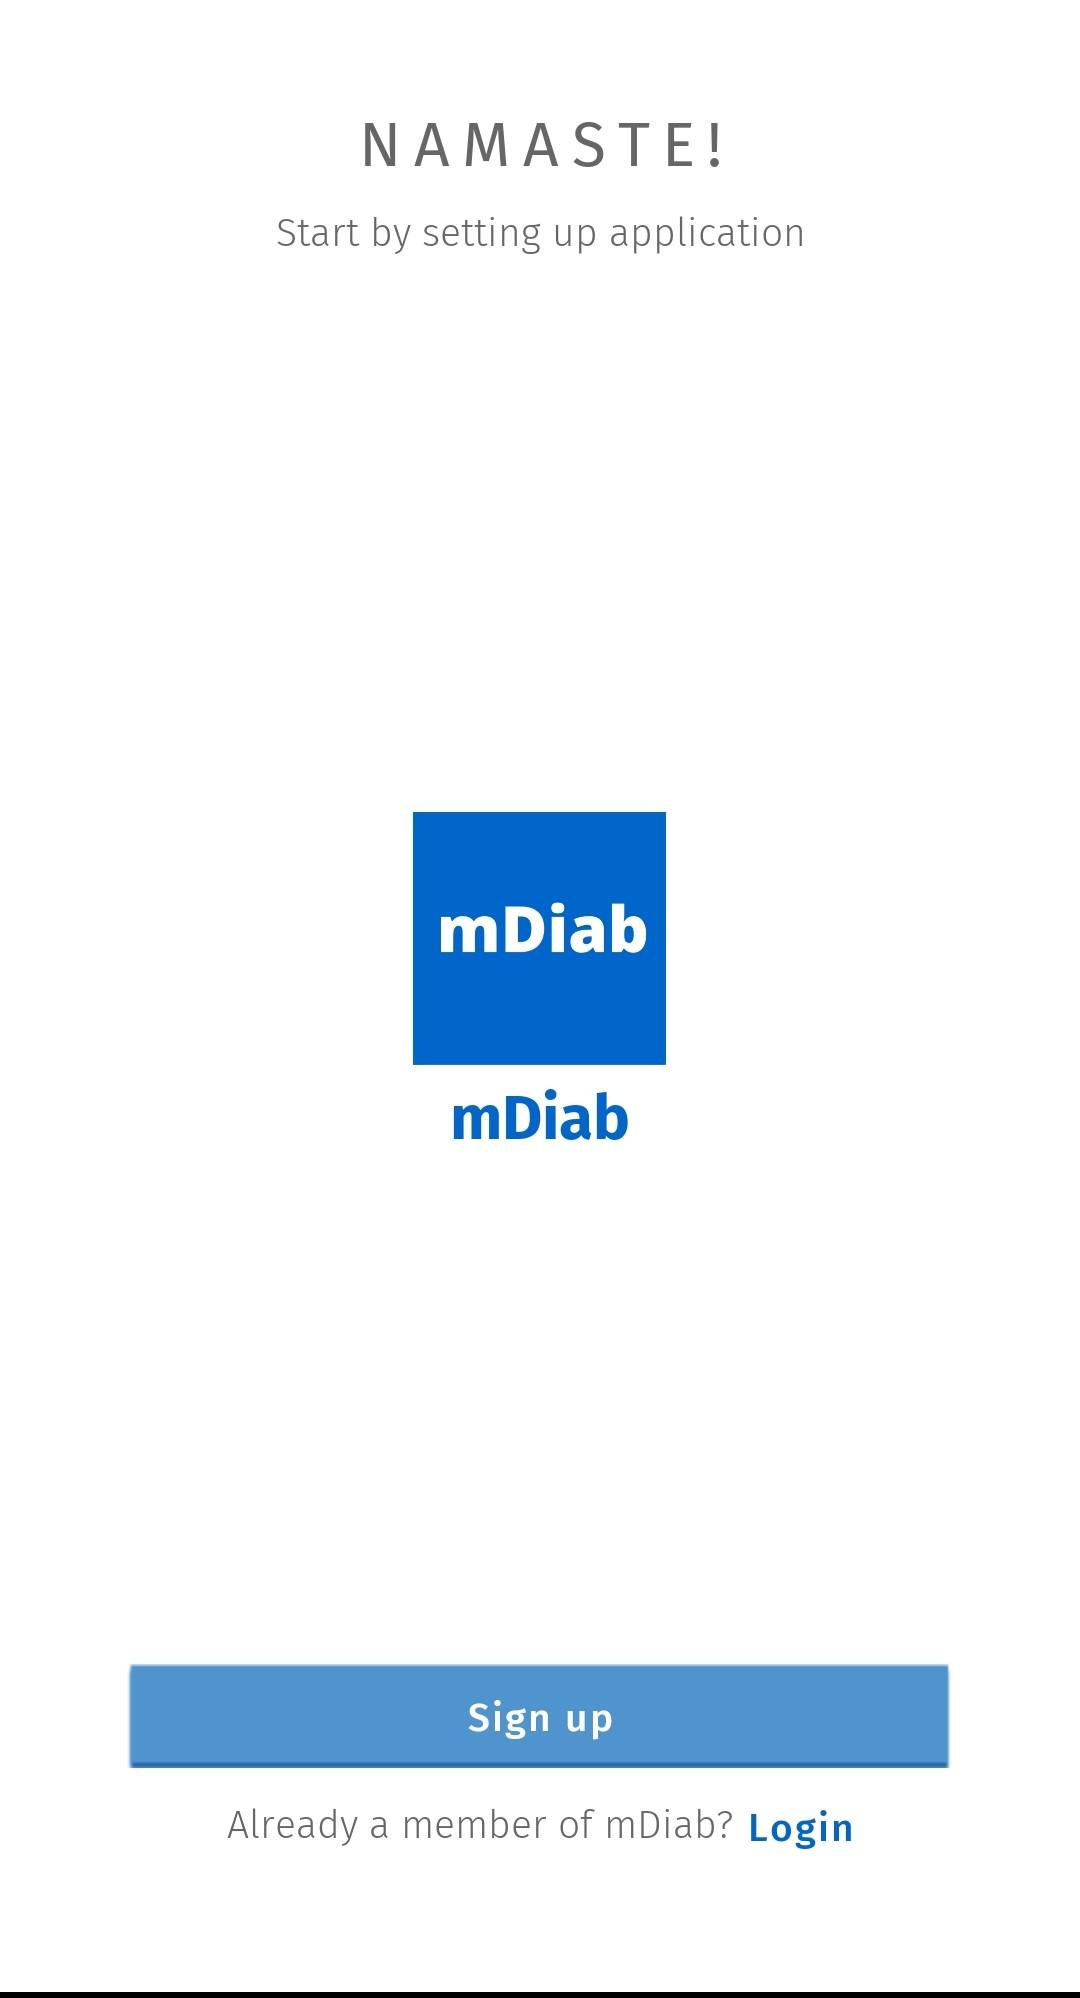 NAMASTE!
Start by setting up application
mDiab
mDiab
Sign up
Already a member of mDiab? Login